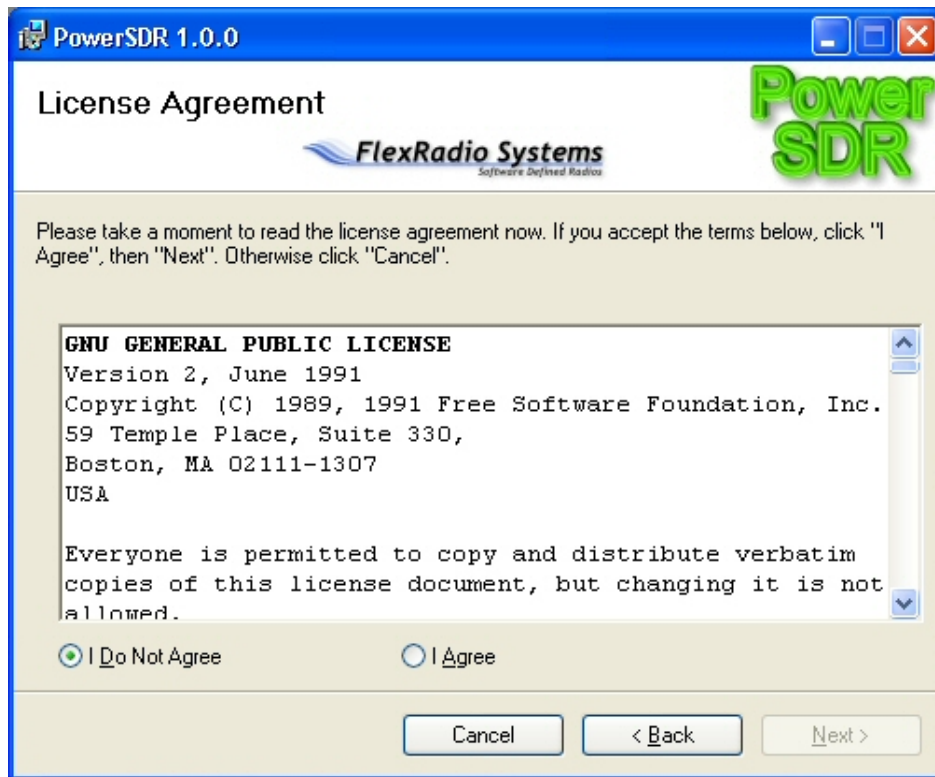 PowerSDR 1.0.0
License Agreement
Power
SDR
FlexRadio Systems
Software Defined Radios
Please take a moment to read the license agreement now. If you accept the terms below, click "I
Agree", then "Next". Otherwise click "Cancel".
GNU GENERAL PUBLIC LICENSE
Version 2, June 1991
Copyright (C) 1989, 1991 Free Software Foundation, Inc.
59 Temple Place, Suite 330,
Boston, MA 02111-1307
USA
Everyone is permitted to copy and distribute verbatim
copies of this license document, but changing it is not
allowed.
I Do Not Agree
I Agree
Cancel
< Back
Next >